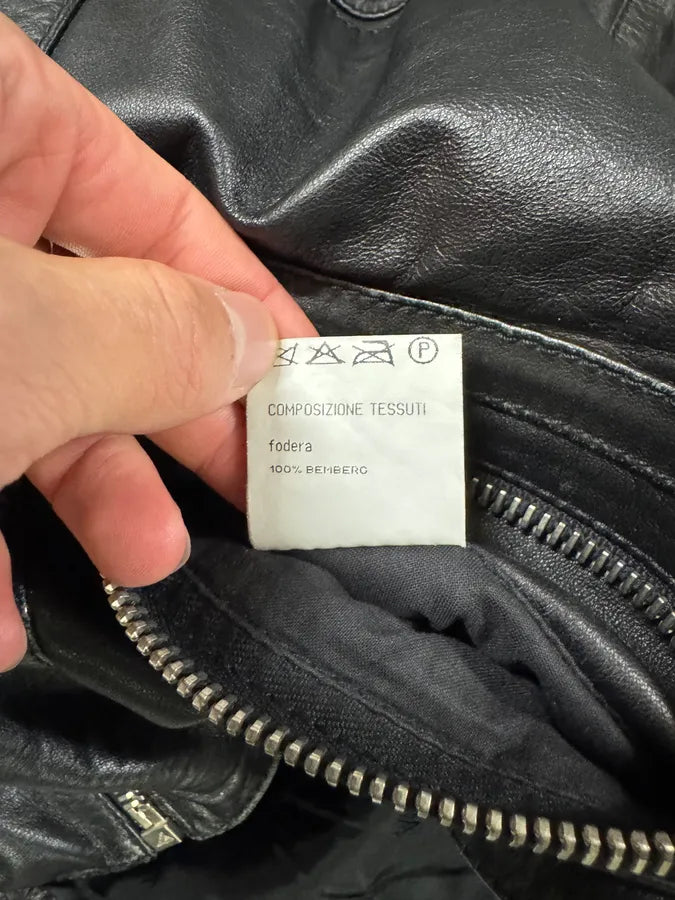 P
COMPOSIZIONE TESSUTI
fodera
100% BEMBERG